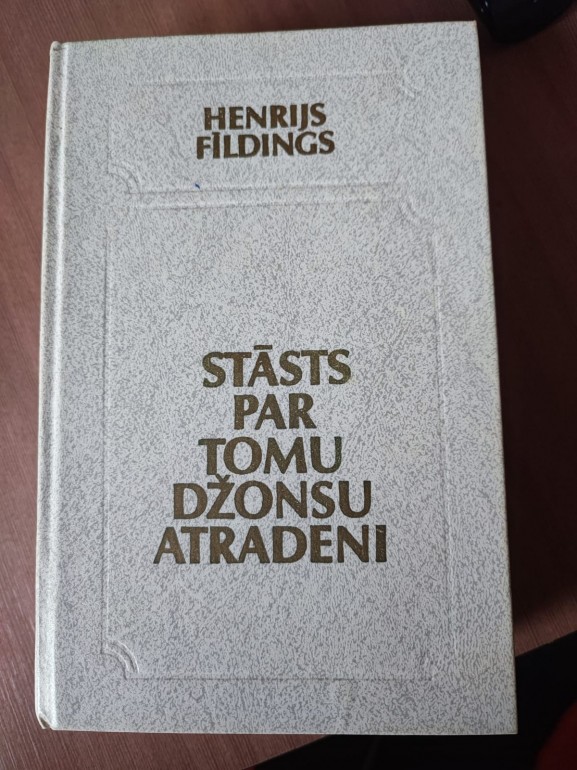 HENRIJS
FĪLDINGS
STĀSTS
PAR
TOMU
DŽONSU
ATRADENI